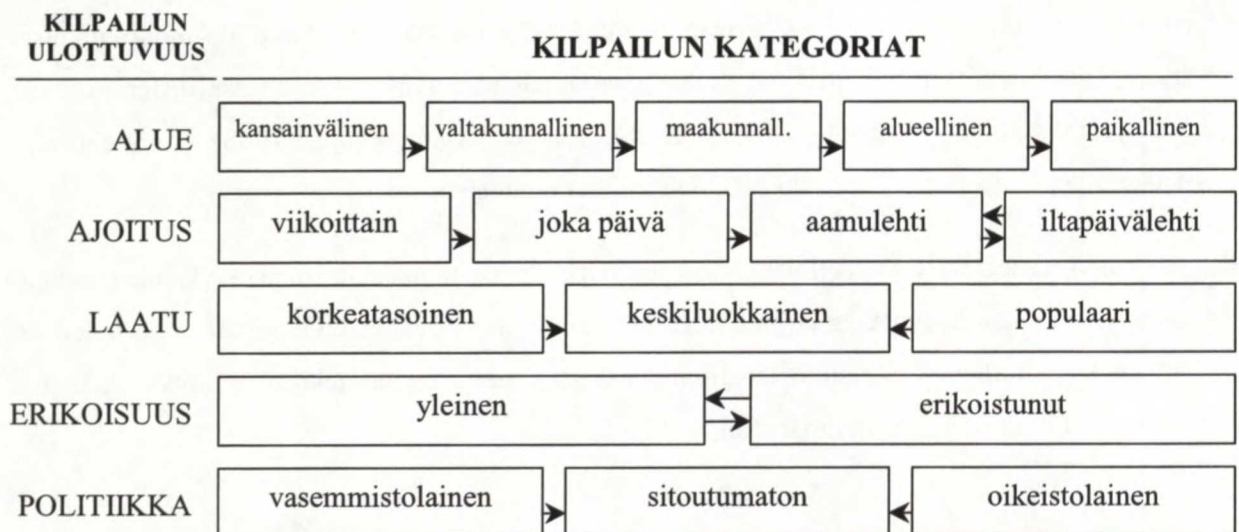 KILPAILUN
ULOTTUVUUS
KILPAILUN KATEGORIAT
ALUE
kansainvälinen
valtakunnallinen
maakunnall.
alueellinen
paikallinen
AJOITUS
viikoittain
joka päivä
aamulehti
iltapäivälehti
LAATU
korkeatasoinen
keskiluokkainen
populaari
ERIKOISUUS
yleinen
erikoistunut
POLITIIKKA
vasemmistolainen
sitoutumaton
oikeistolainen